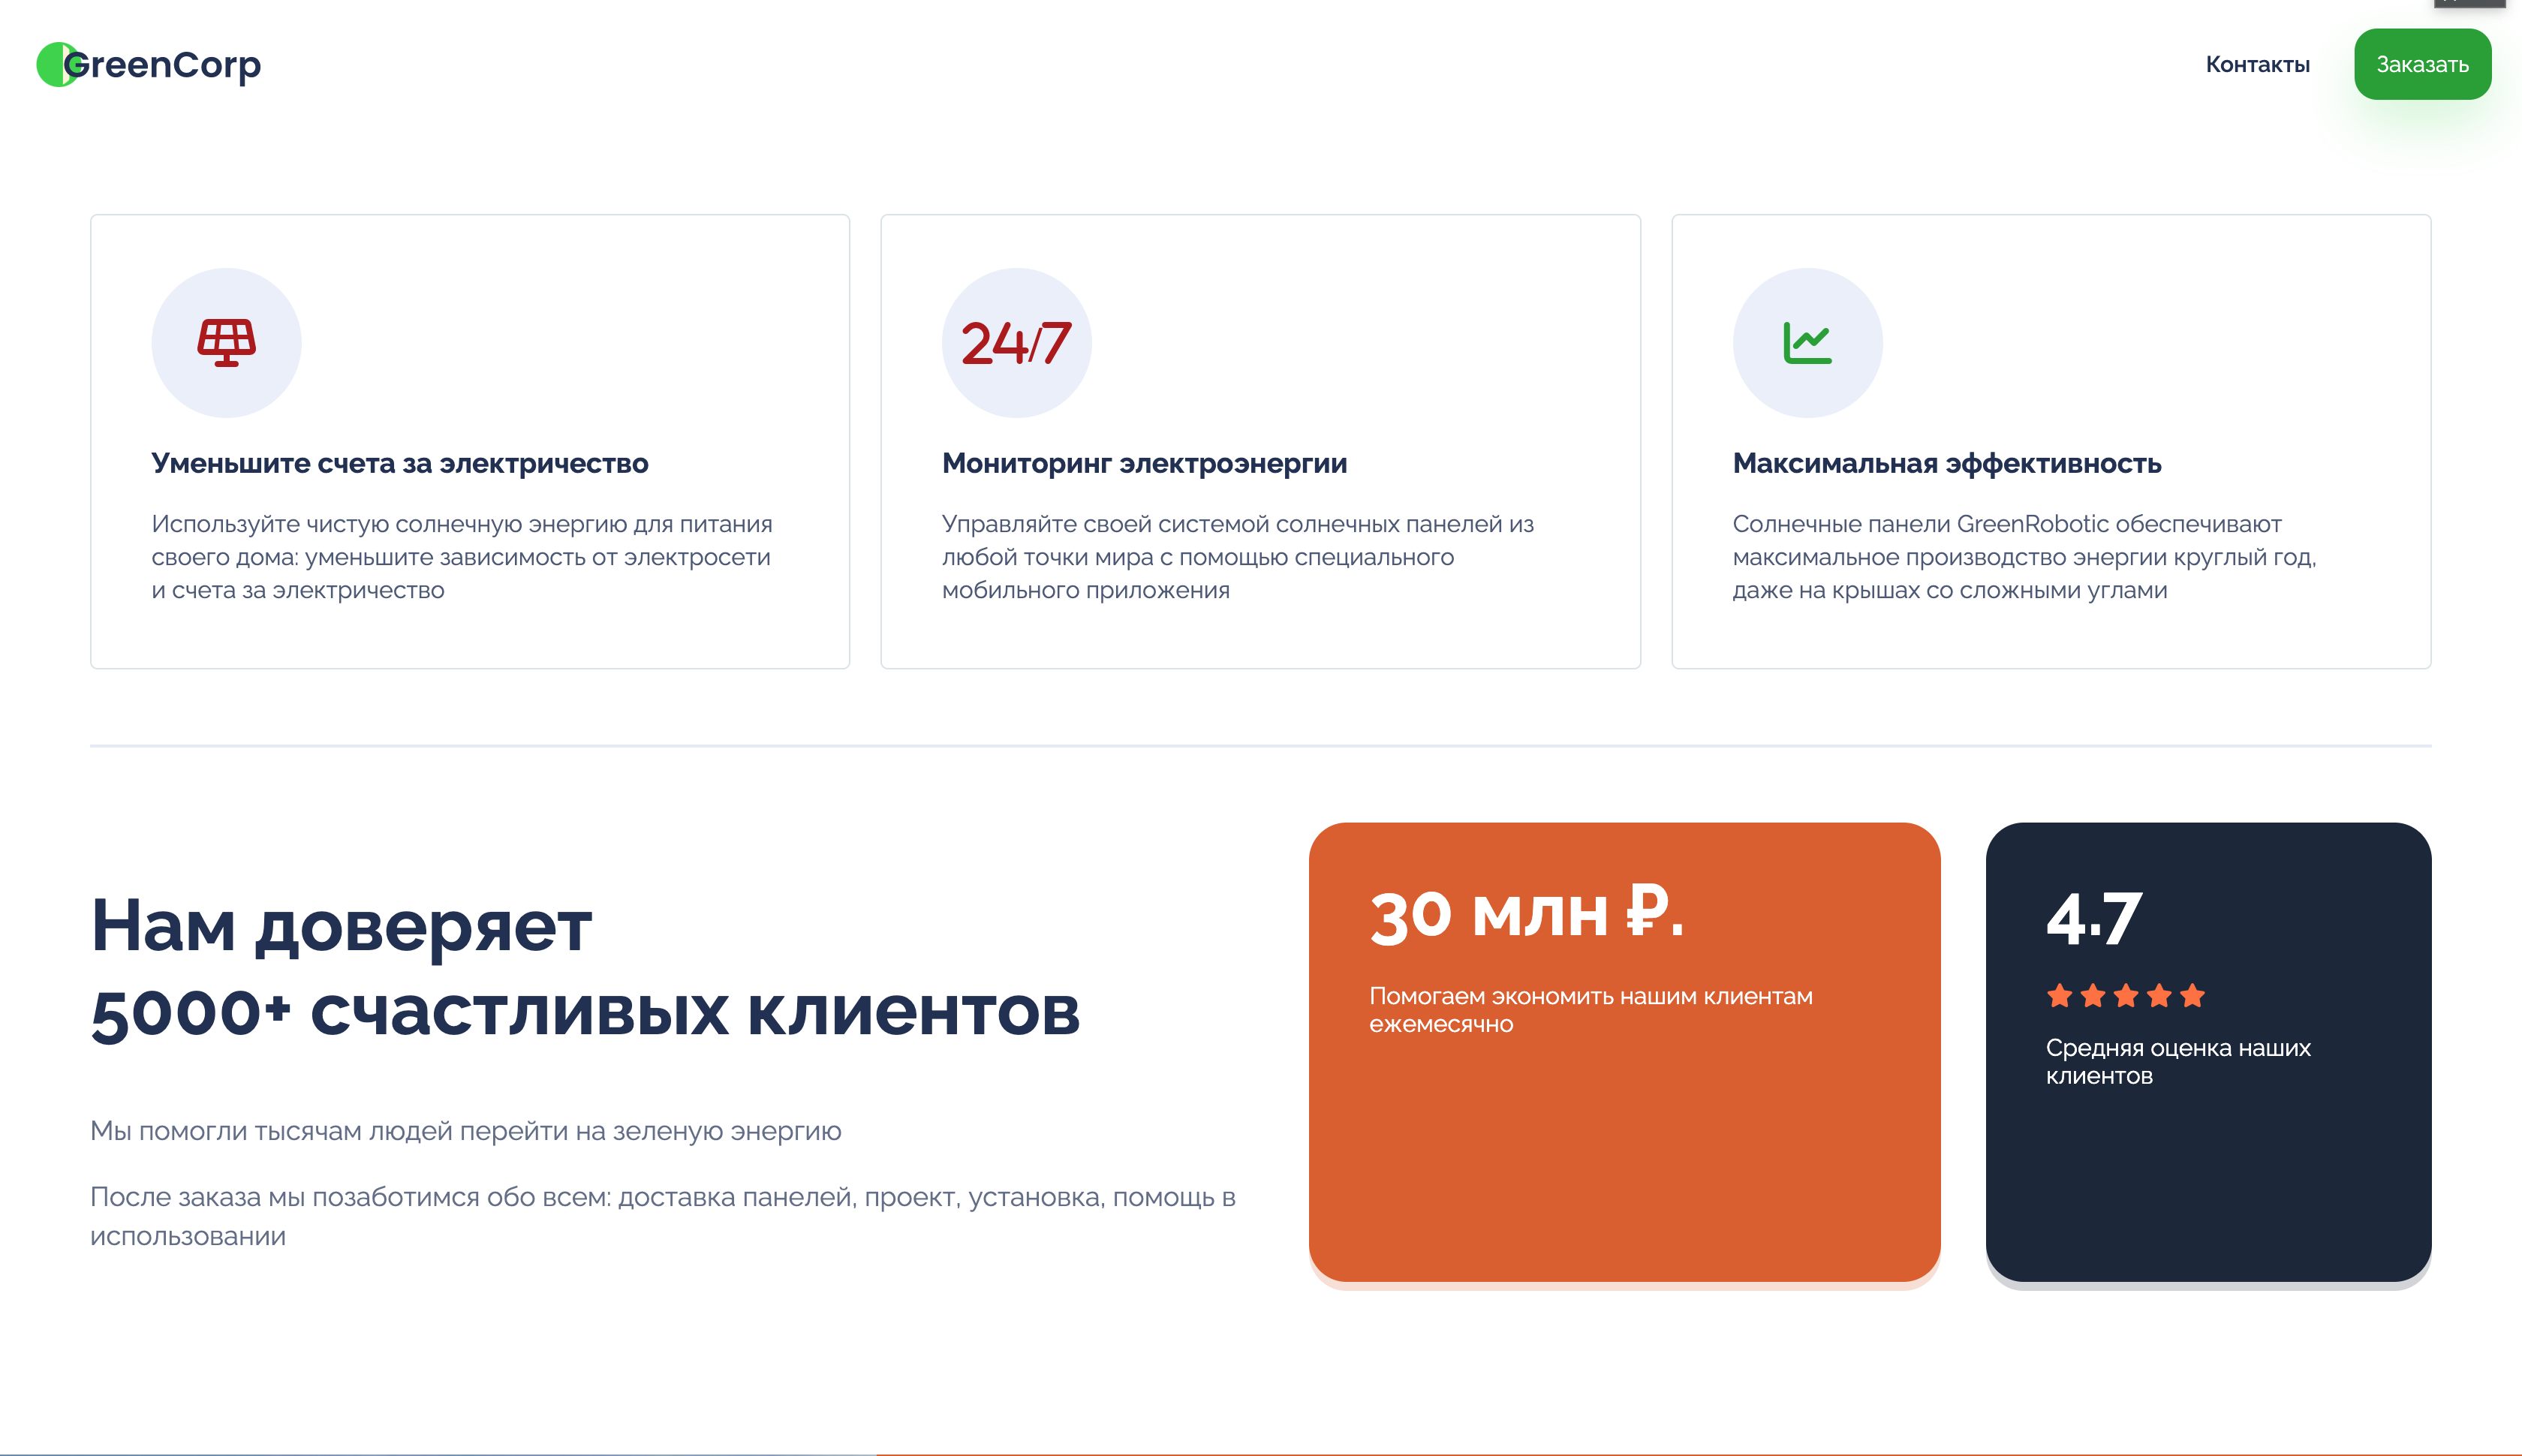 GreenCorp
Контакты
Заказать
24/7
Уменьшите счета за электричество
Используйте чистую солнечную энергию для питания
своего дома: уменьшите зависимость от электросети
и счета за электричество
Мониторинг электроэнергии
Управляйте своей системой солнечных панелей из
любой точки мира с помощью специального
мобильного приложения
Максимальная эффективность
Солнечные панели GreenRobotic обеспечивают
максимальное производство энергии круглый год,
даже на крышах со сложными углами
Нам доверяет
5000+ счастливых клиентов
Мы помогли тысячам людей перейти на зеленую энергию
После заказа мы позаботимся обо всем: доставка панелей, проект, установка, помощь в
использовании
30 млн ₽.
Помогаем экономить нашим клиентам
ежемесячно
4.7
Средняя оценка наших
клиентов